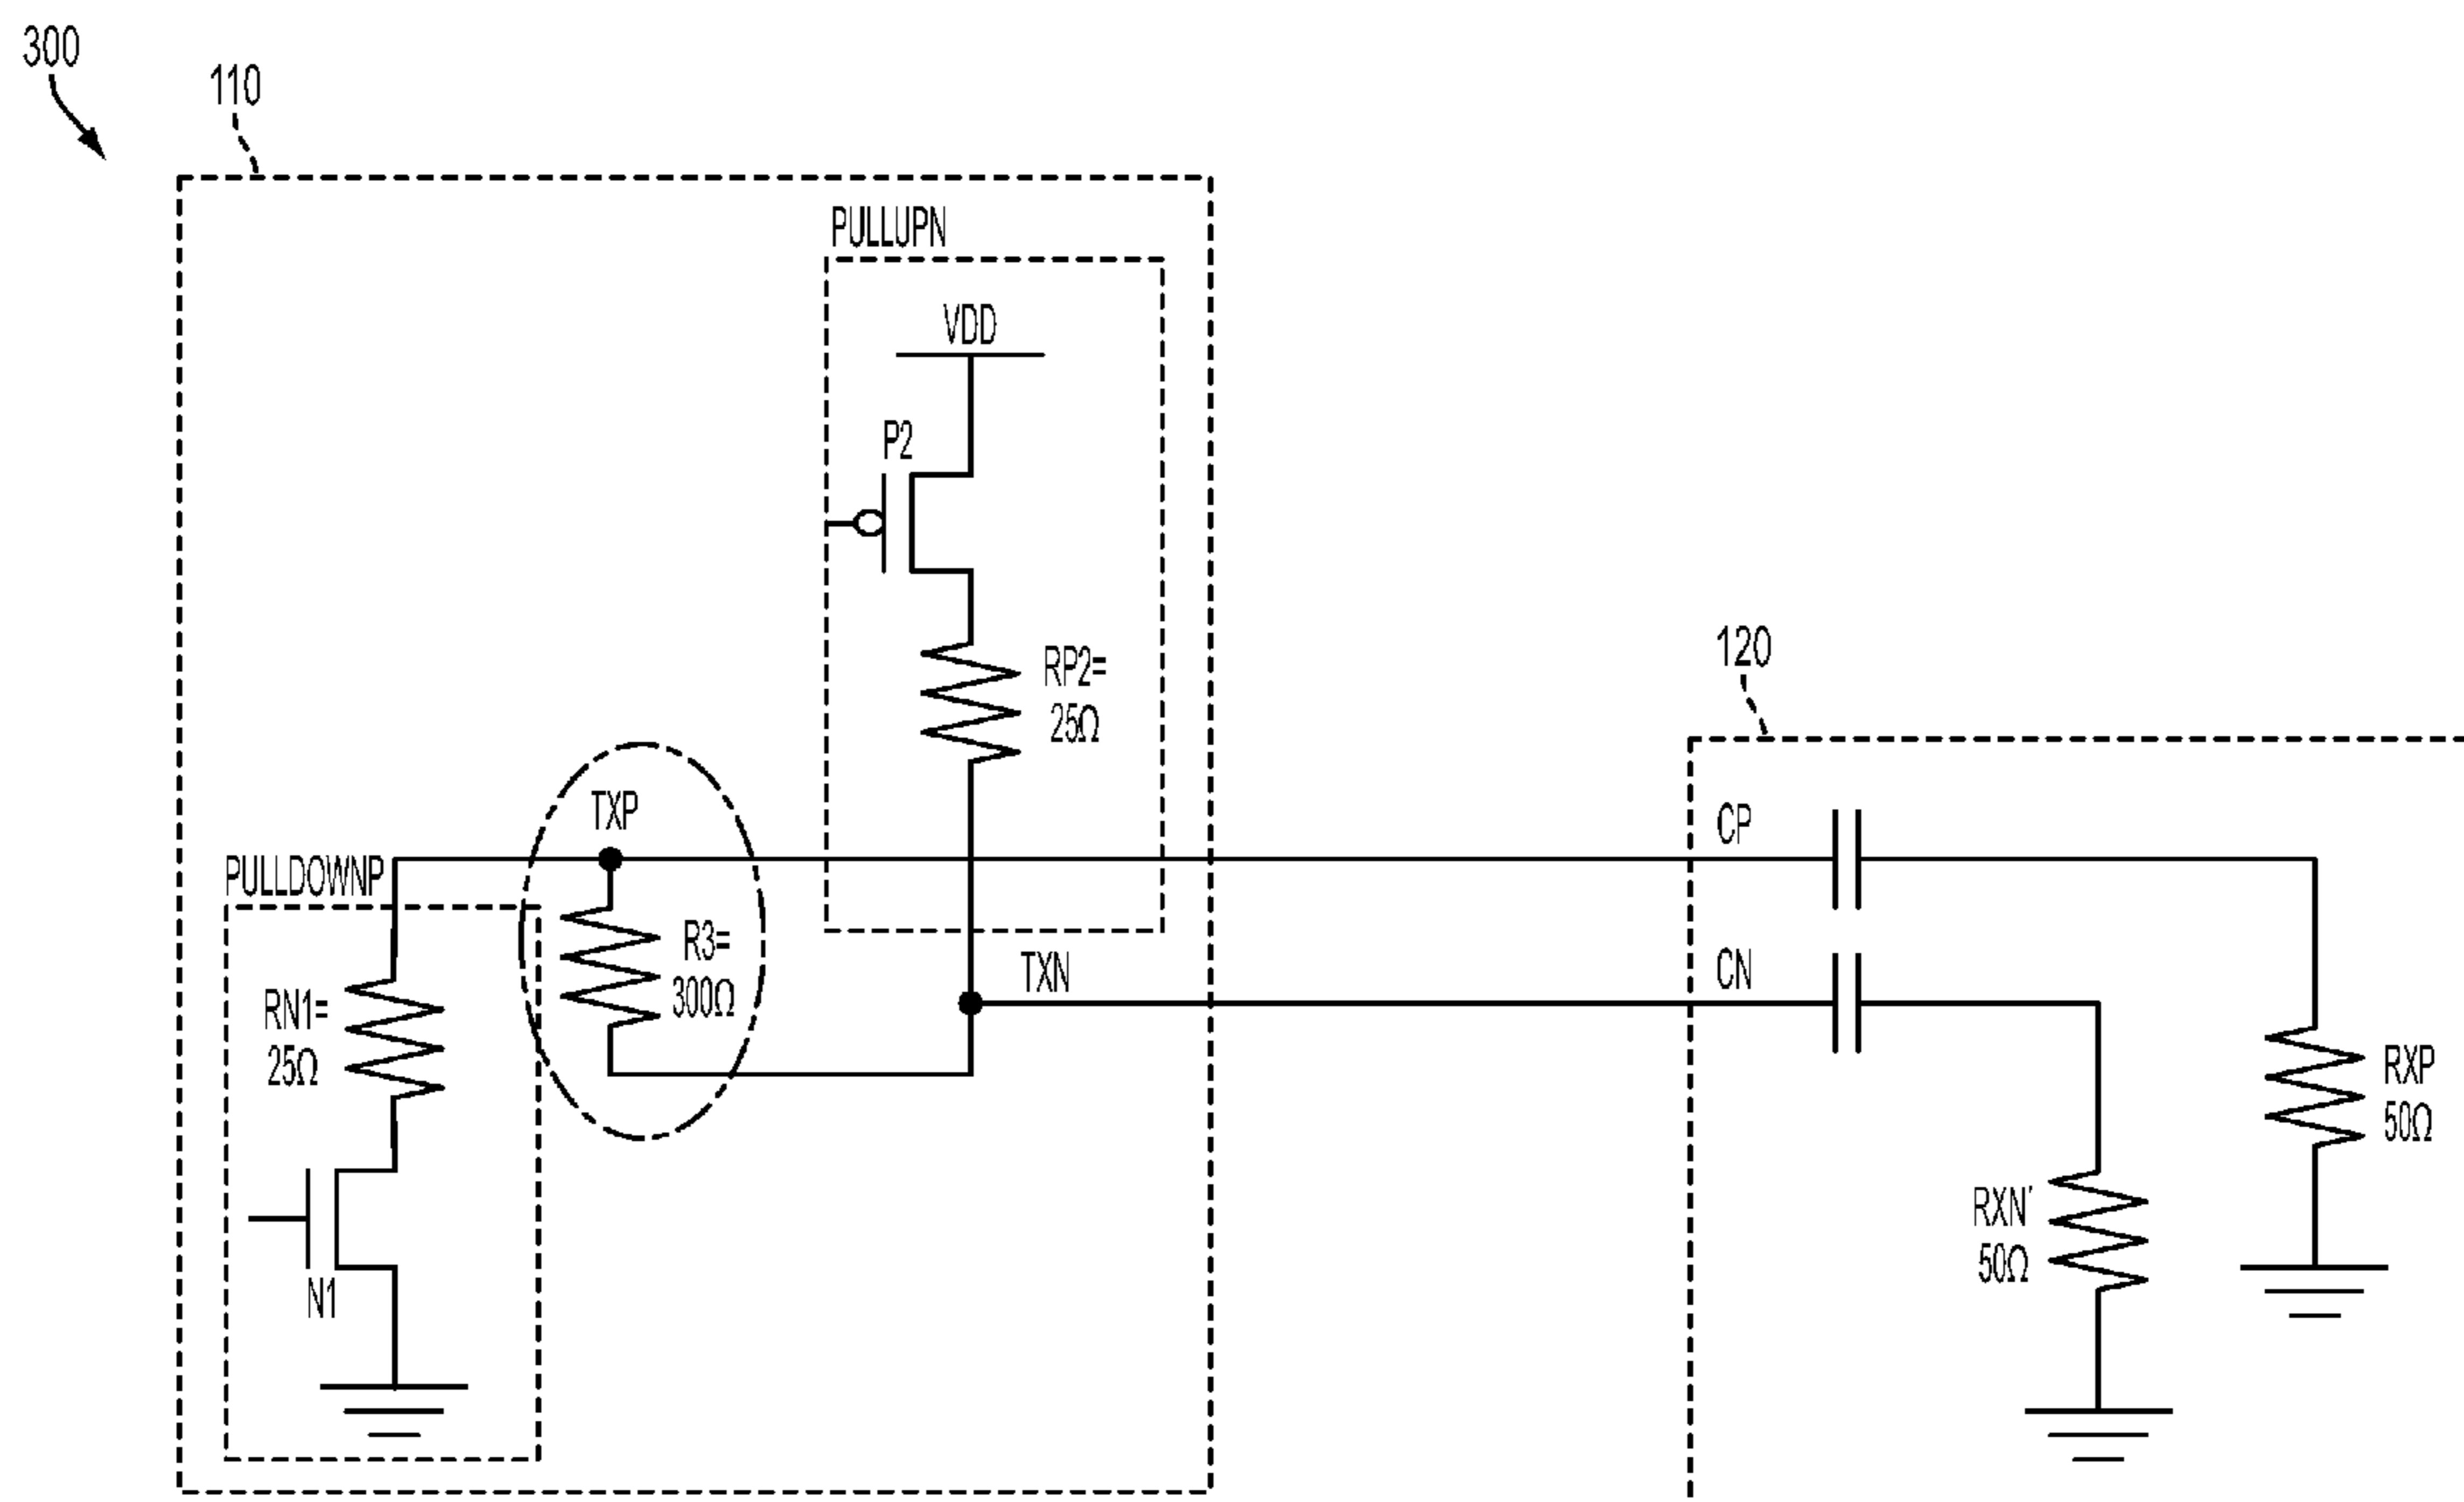 300
110
PULLUPN
VDD
P2
RP2=
25Ω
120
TXP
CP
PULLDOWNP
R3=
300Ω
TXN
CN
RN1=
25Ω
RXP
50Ω
RXN'
50Ω
N1